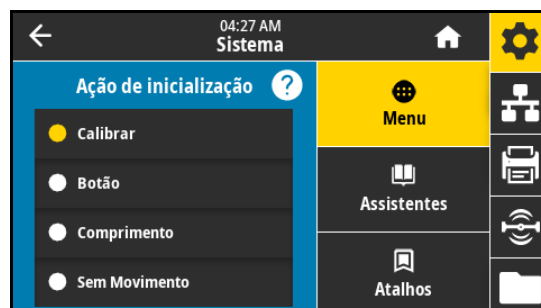 04:27 AM
Sistema
Ação de inicialização ?
Calibrar
Botão
Comprimento
Sem Movimento
Menu
Assistentes
Atalhos